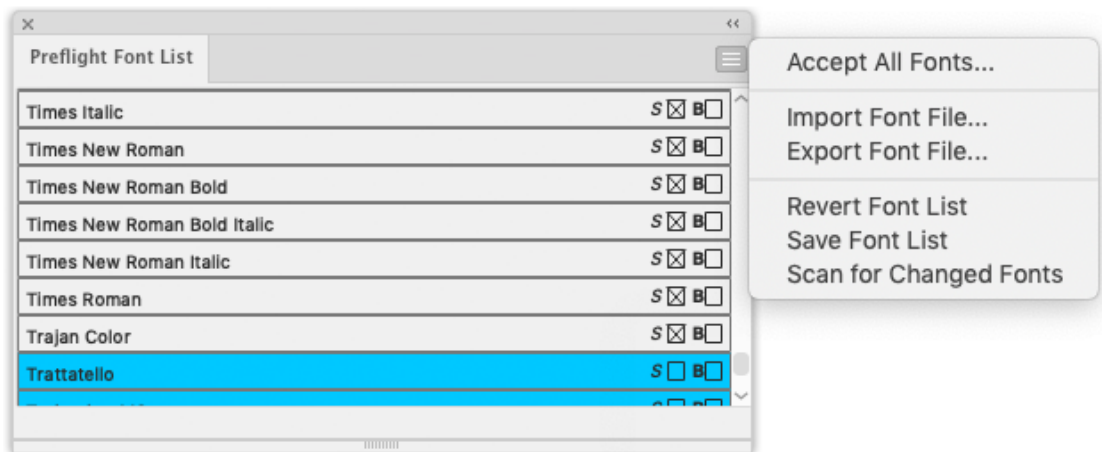 Preflight Font List
Times Italic S B
Times New Roman S B
Times New Roman Bold S B
Times New Roman Bold Italic S B
Times New Roman Italic S B
Times Roman S B
Trajan Color S B
Trattatello S B
S B
Accept All Fonts...
Import Font File...
Export Font File...
Revert Font List
Save Font List
Scan for Changed Fonts